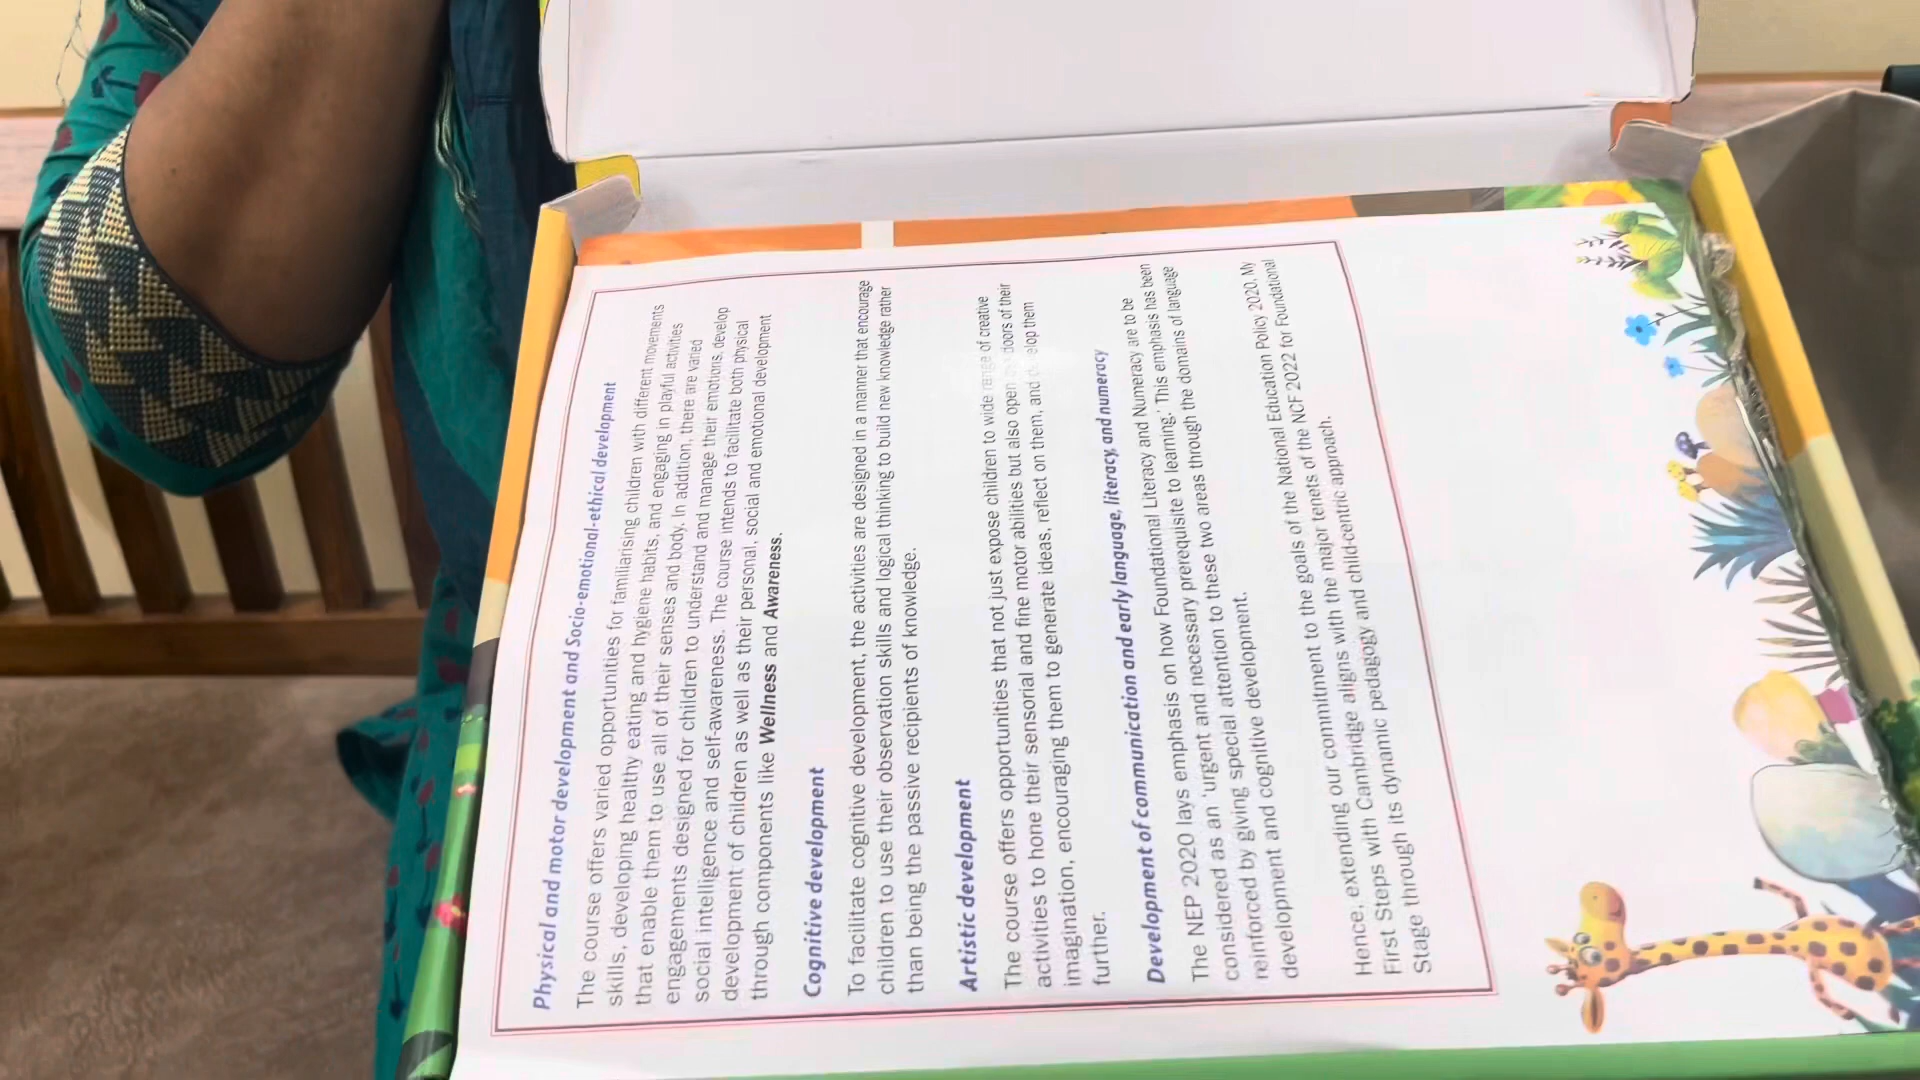 Physical and motor development and Socio-emotional-ethical development
The course offers varied opportunities for familiarising children with different movements
skills, developing healthy eating and hygiene habits, and engaging in playful activities
that enable them to use all of their senses and body. In addition, there are varied
engagements designed for children to understand and manage their emotions, develop
social intelligence and self-awareness. The course intends to facilitate both physical
development of children as well as their personal, social and emotional development
through components like Wellness and Awareness.
Cognitive development
To facilitate cognitive development, the activities are designed in a manner that encourage
children to use their observation skills and logical thinking to build new knowledge rather
than being the passive recipients of knowledge.
Artistic development
The course offers opportunities that not just expose children to wide range of creative
activities to hone their sensorial and fine motor abilities but also open doors of their
imagination, encouraging them to generate ideas, reflect on them, and them
further.
Development of communication and early language, literacy, and numeracy
The NEP 2020 lays emphasis on how Foundational Literacy and Numeracy are to be
considered as an 'urgent and necessary prerequisite to learning.' This emphasis has been
reinforced by giving special attention to these two areas through the domains of language
development and cognitive development.
Hence, extending our commitment to the goals of the National Education Policy 2020, My
First Steps with Cambridge aligns with the major tenets of the NCF 2022 for Foundational
Stage through its dynamic pedagogy and child-centric approach.